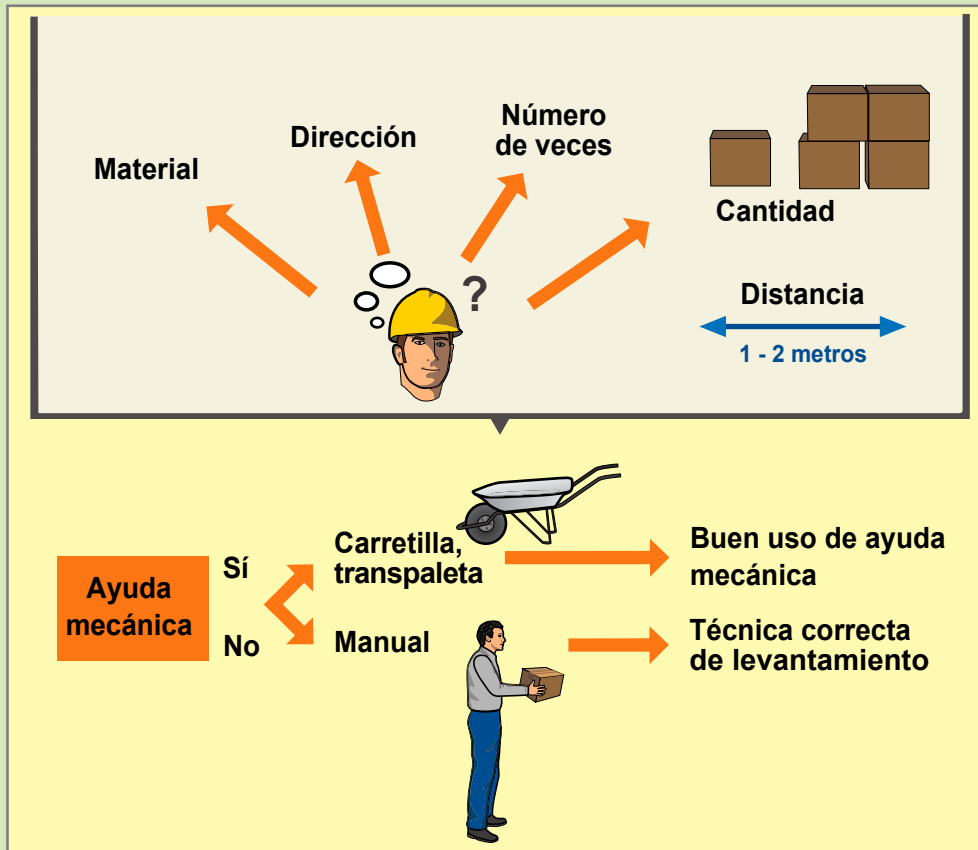 Material
Dirección
Número
de veces
Cantidad
?
Distancia
1 - 2 metros
Ayuda
mecánica
Sí
No
Carretilla,
transpaleta
Manual
Buen uso de ayuda
mecánica
Técnica correcta
de levantamiento